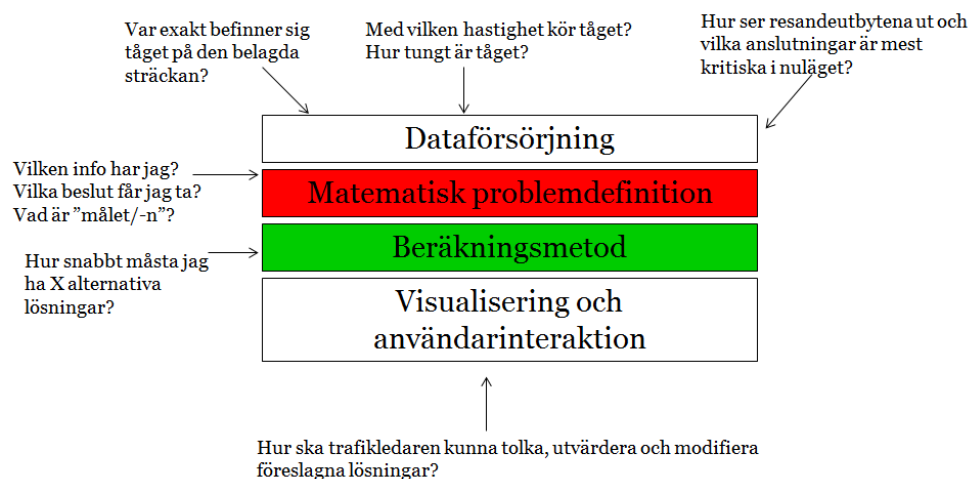 Var exakt befinner sig
tåget på den belagda
sträckan?
Med vilken hastighet kör tåget?
Hur tungt är tåget?
Hur ser resandeutbytena ut och
vilka anslutningar är mest
kritiska i nuläget?
Dataförsörjning
Vilken info har jag?
Vilka beslut får jag ta?
Vad är ”målet/-n”?
Matematisk problemdefinition
Beräkningsmetod
Hur snabbt måsta jag
ha X alternativa
lösningar?
Visualisering och
användarinteraktion
Hur ska trafikledaren kunna tolka, utvärdera och modifiera
föreslagna lösningar?